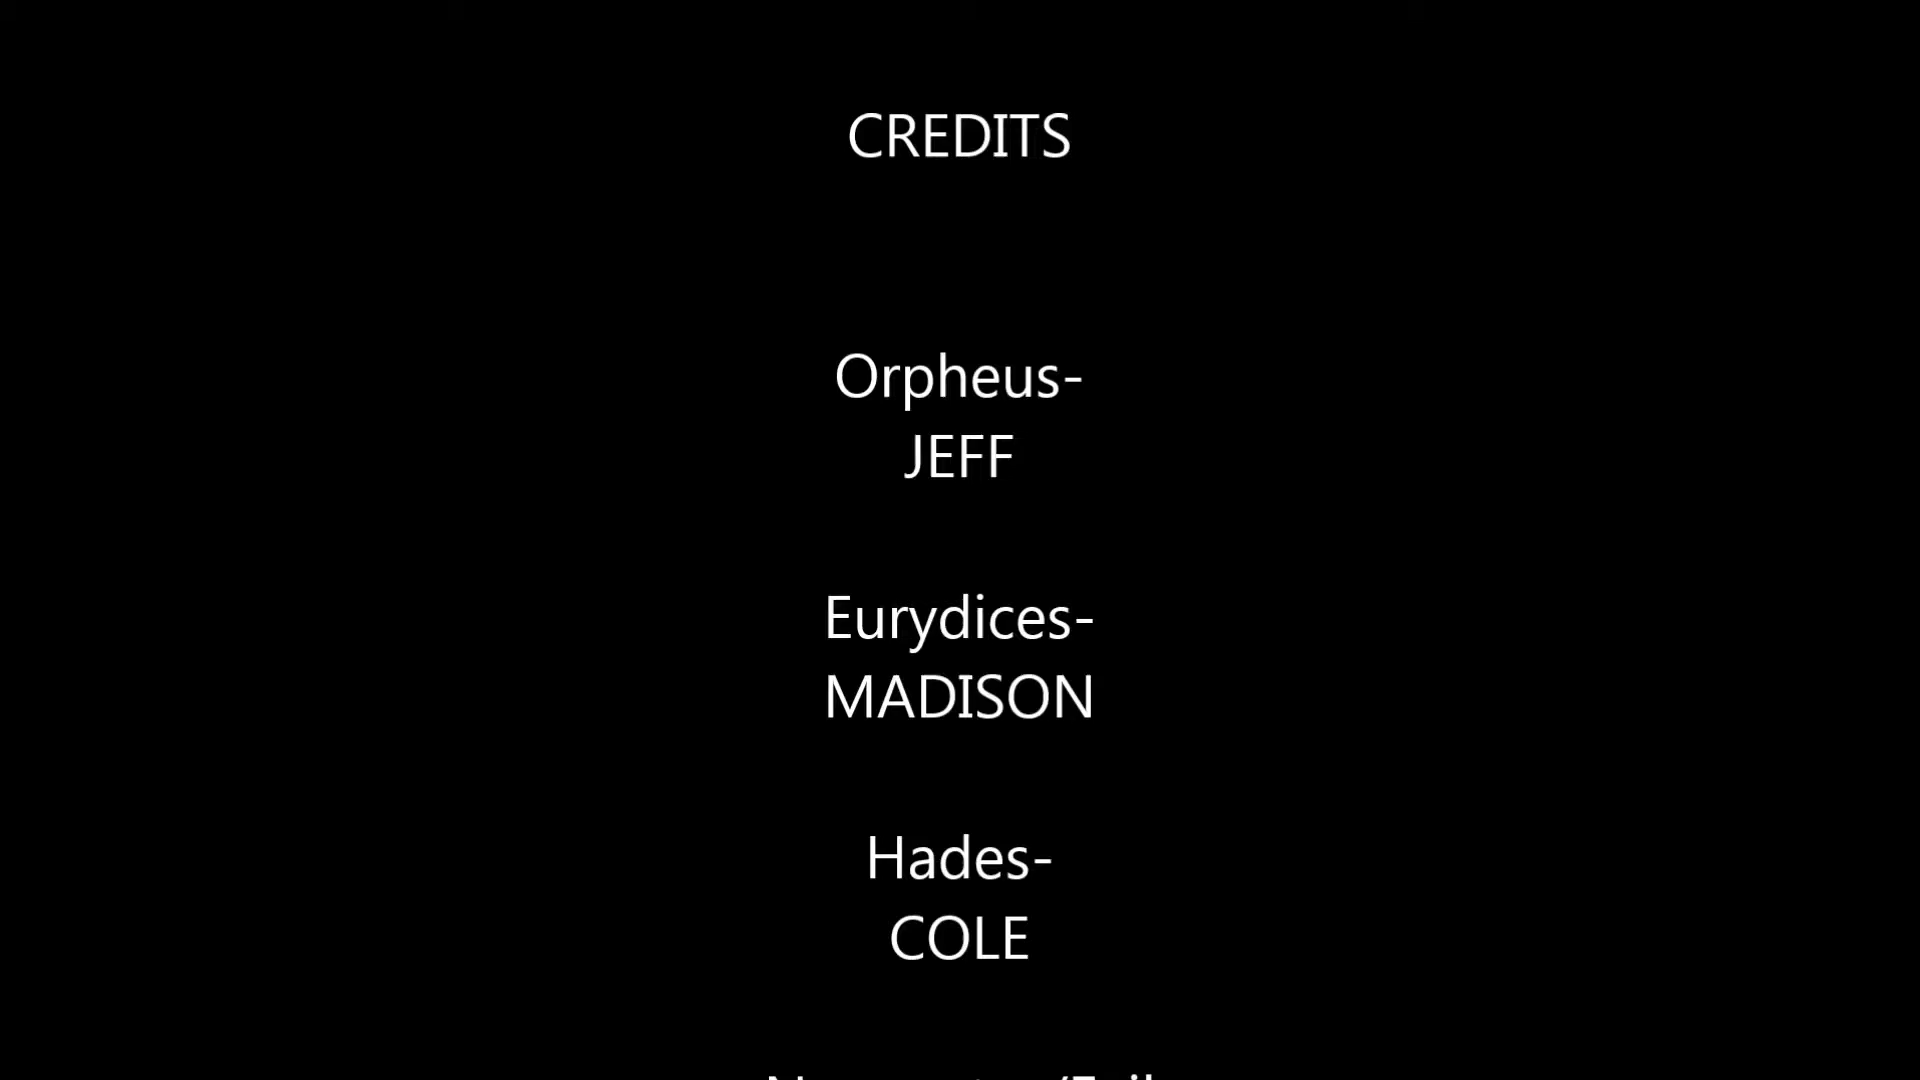 CREDITS
Orpheus-
JEFF
Eurydices-
MADISON
Hades-
COLE